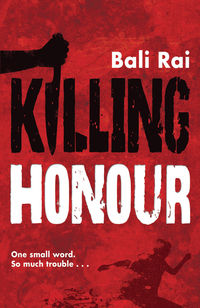 Bali Rai
KILLING
HONOUR
One small word.
So much trouble . . .